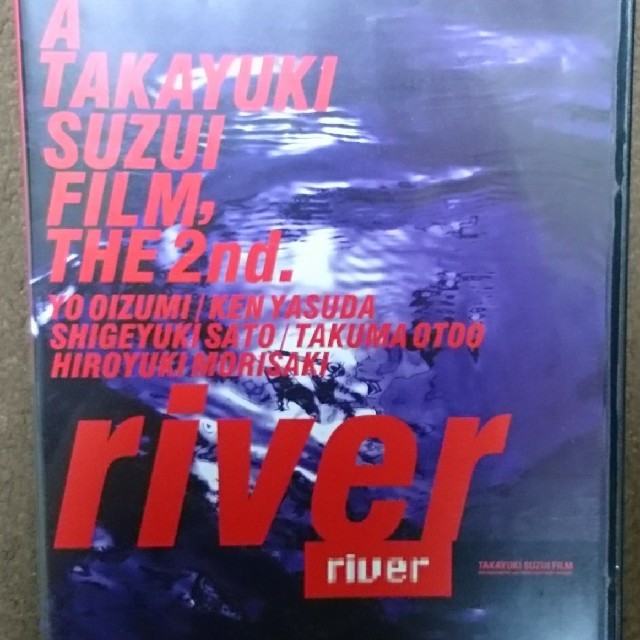 A
TAKAYUKI
SUZUI
FILM,
THE 2nd.
YO OIZUMI / KEN YASUDA
SHIGEYUKI SATO / TAKUMA OTOO
HIROYUKI MORISAKI
river
river
TAKAYUKI SUZUI FILM